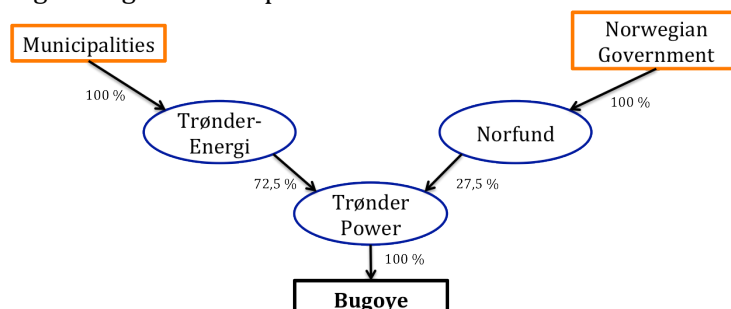 Municipalities
Norwegian
Government
100 %
100 %
Trønder-
Energi
Norfund
72,5 %
27,5 %
Trønder
Power
100 %
Bugoye